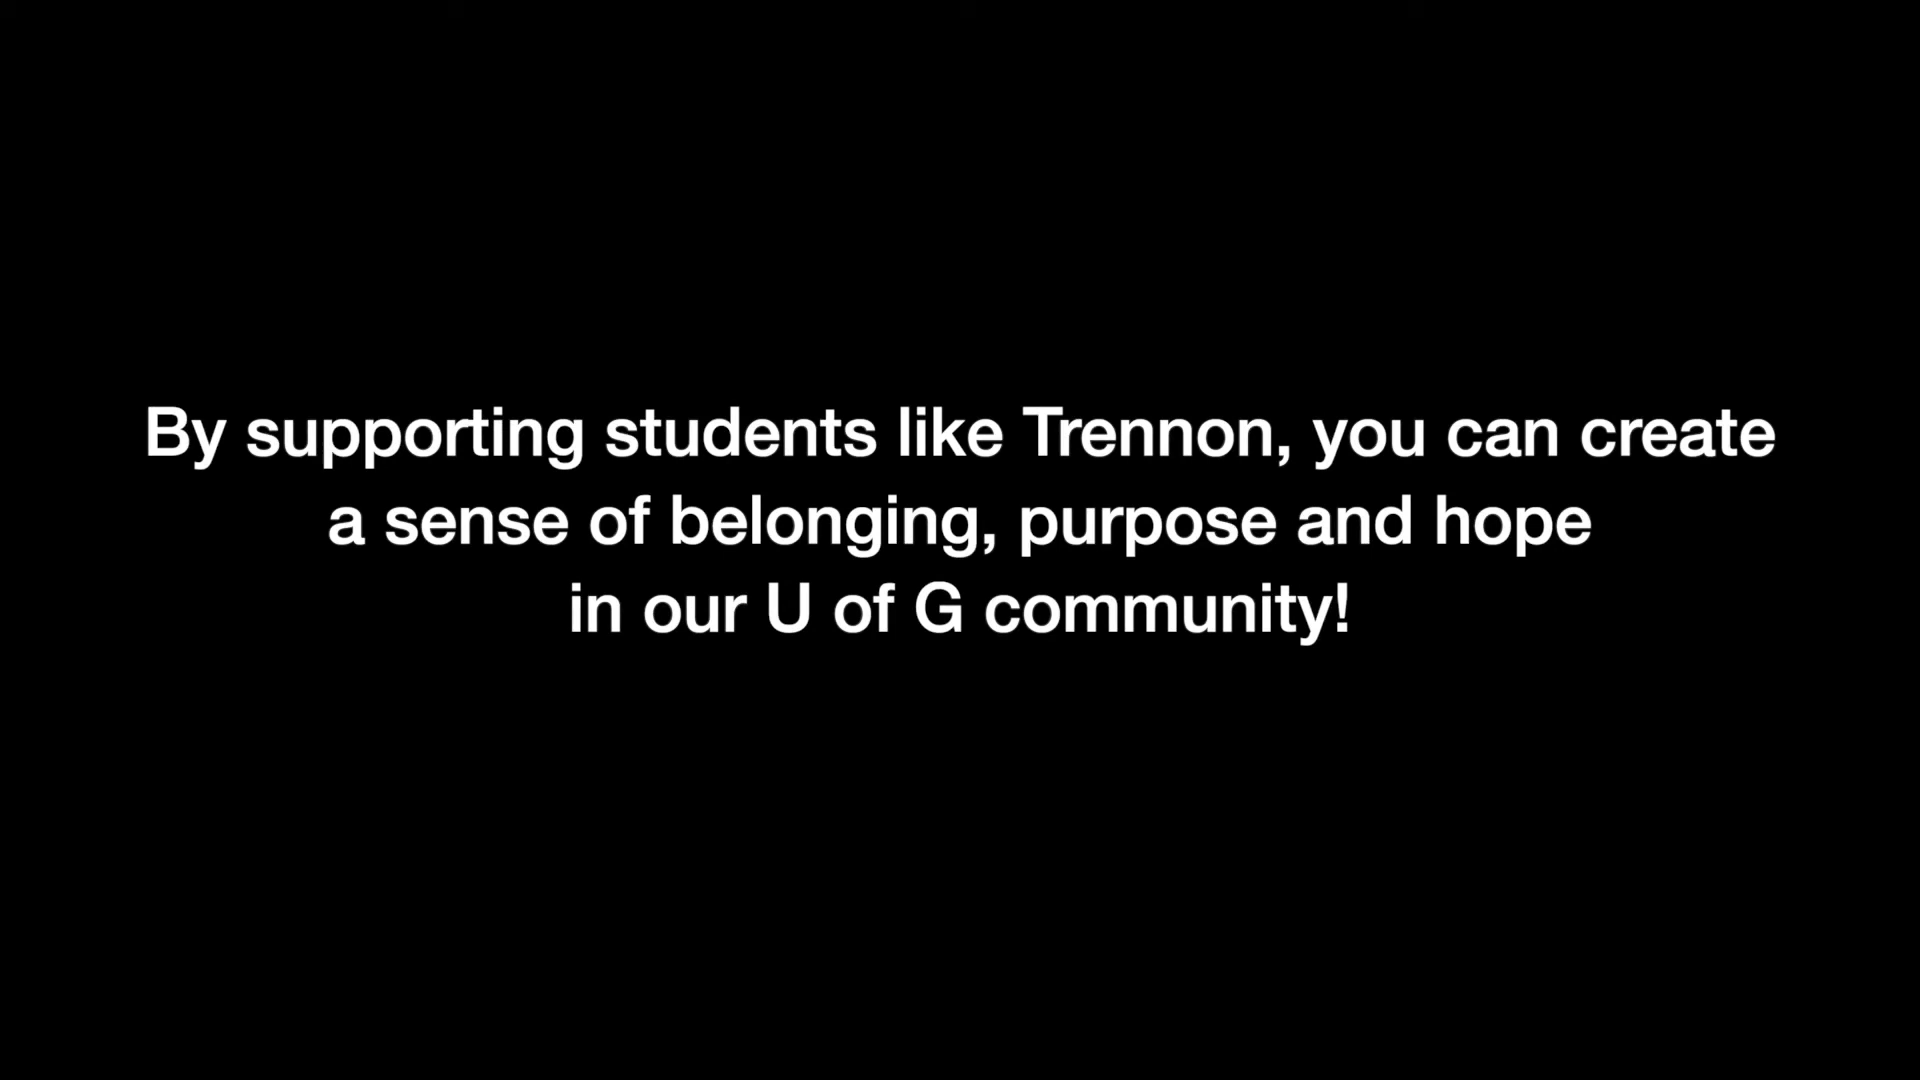 By supporting students like Trennon, you can create
a sense of belonging, purpose and hope
in our U of G community!